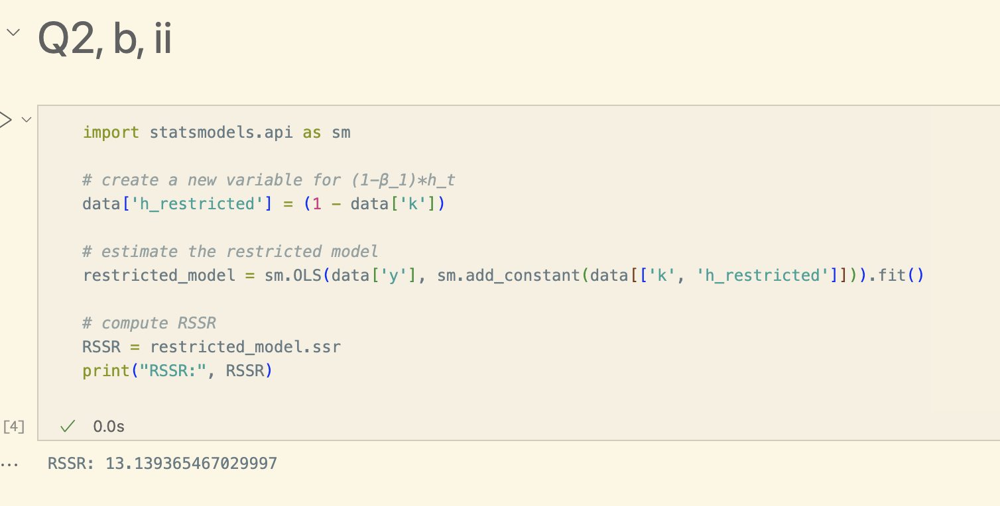 Q2, b, ii
import statsmodels.api as sm
# create a new variable for (1-β_1)*h_t
data['h_restricted'] = (1 - data['k'])
# estimate the restricted model
restricted_model = sm.OLS(data['y'], sm.add_constant(data[['k', 'h_restricted']])).fit()
# compute RSSR
RSSR = restricted_model.ssr
print("RSSR:", RSSR)
[4]
0.0s
... RSSR: 13.139365467029997